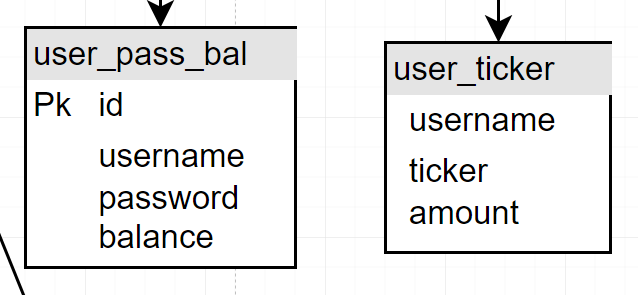 user_pass_bal
Pk id
username
password
balance
user_ticker
username
ticker
amount